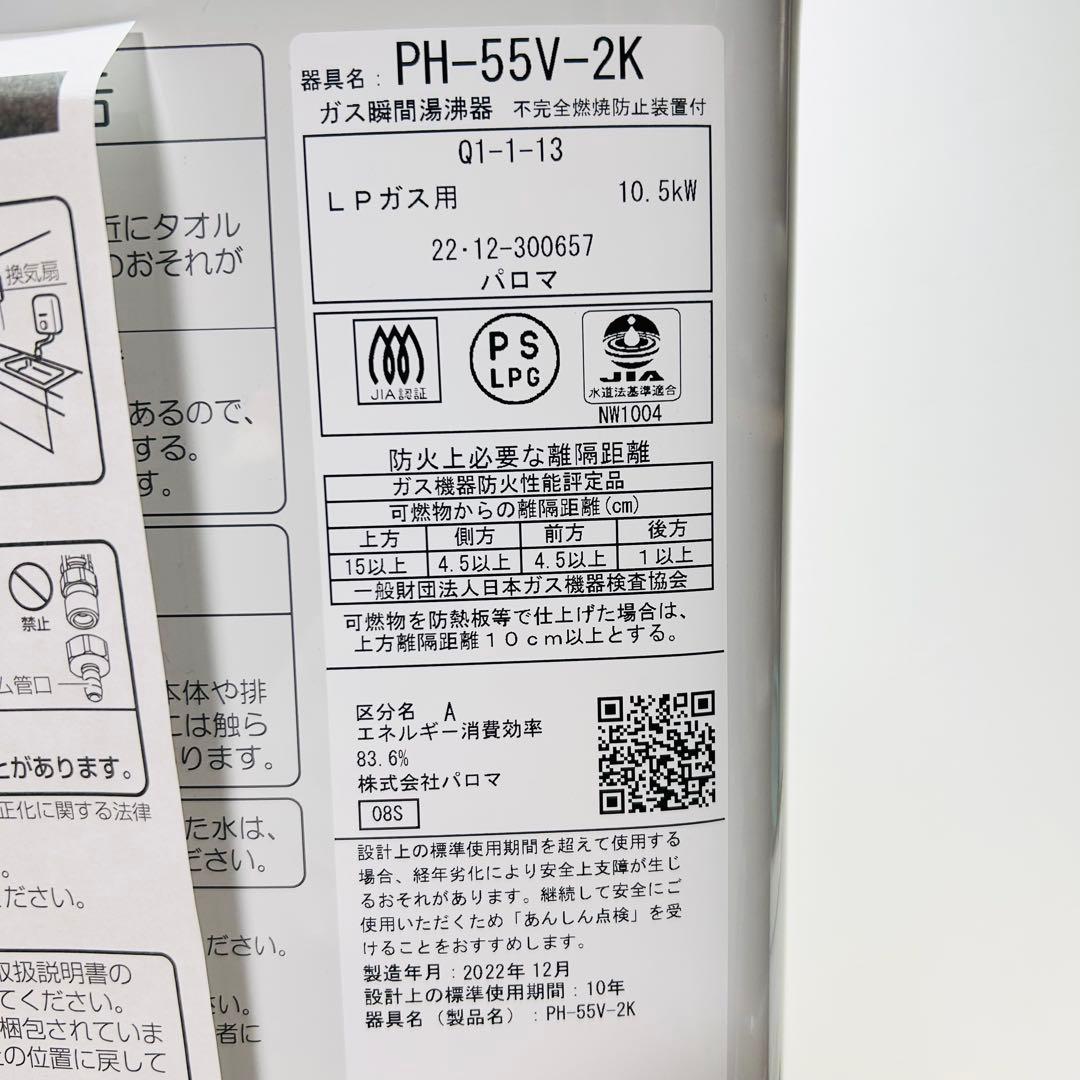 器具名: PH-55V-2K
ガス瞬間湯沸器 不完全燃焼防止装置付
Q1-1-13
LPガス用 10.5kW
22・12-300657
パロマ
JIA認証
PS
LPG
JIA
水道法基準適合
NW1004
防火上必要な離隔距離
ガス機器防火性能評定品
可燃物からの離隔距離(cm)
上方 側方 前方 後方
15以上 4.5以上 4.5以上 1以上
一般財団法人日本ガス機器検査協会
可燃物を防熱板等で仕上げた場合は、
上方離隔距離10cm以上とする。
区分名 A
エネルギー消費効率
83.6%
株式会社パロマ
08S
設計上の標準使用期間を超えて使用する
場合、経年劣化により安全上支障が生じ
るおそれがあります。継続して安全にご
使用いただくため「あんしん点検」を受
けることをおすすめします。
製造年月:2022年12月
設計上の標準使用期間:10年
器具名(製品名):PH-55V-2K
近にタオル
のおそれが
あるので、
する。
す。
本体や排
には触ら
ります。
た水は、
ださい。
ださい。
さい。
者に
換気扇
禁止
ム管口
とがあります。
正化に関する法律
。
ください。
取扱説明書の
てください。
梱包されていま
との位置に戻して